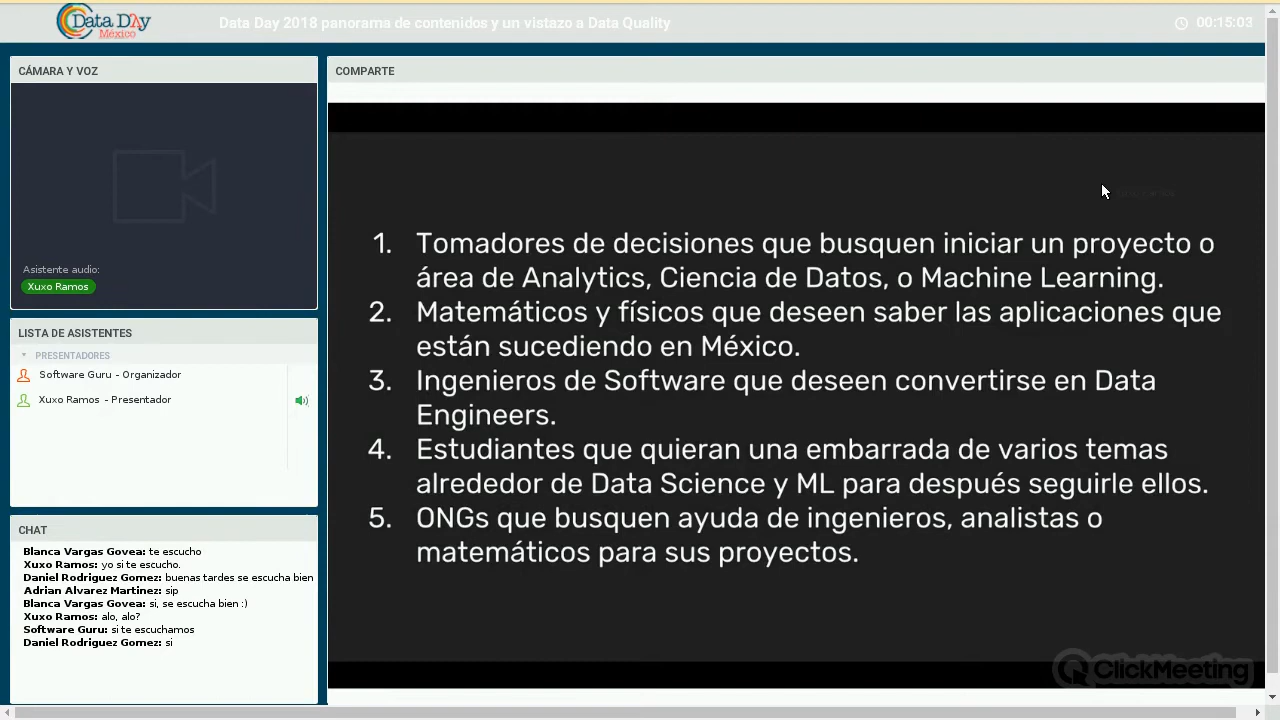 Data Day
México
Data Day 2018 panorama de contenidos y un vistazo a Data Quality
00:15:03
CÁMARA Y VOZ
Asistente audio:
Xuxo Ramos
LISTA DE ASISTENTES
PRESENTADORES
Software Guru - Organizador
Xuxo Ramos - Presentador
CHAT
Blanca Vargas Govea: te escucho
Xuxo Ramos: yo si te escucho.
Daniel Rodriguez Gomez: buenas tardes se escucha bien
Adrian Alvarez Martinez: sip
Blanca Vargas Govea: si, se escucha bien :)
Xuxo Ramos: alo, alo?
Software Guru: si te escuchamos
Daniel Rodriguez Gomez: si
COMPARTE
1. Tomadores de decisiones que busquen iniciar un proyecto o
área de Analytics, Ciencia de Datos, o Machine Learning.
2. Matemáticos y físicos que deseen saber las aplicaciones que
están sucediendo en México.
3. Ingenieros de Software que deseen convertirse en Data
Engineers.
4. Estudiantes que quieran una embarrada de varios temas
alrededor de Data Science y ML para después seguirle ellos.
5. ONGs que busquen ayuda de ingenieros, analistas o
matemáticos para sus proyectos.
ClickMeeting